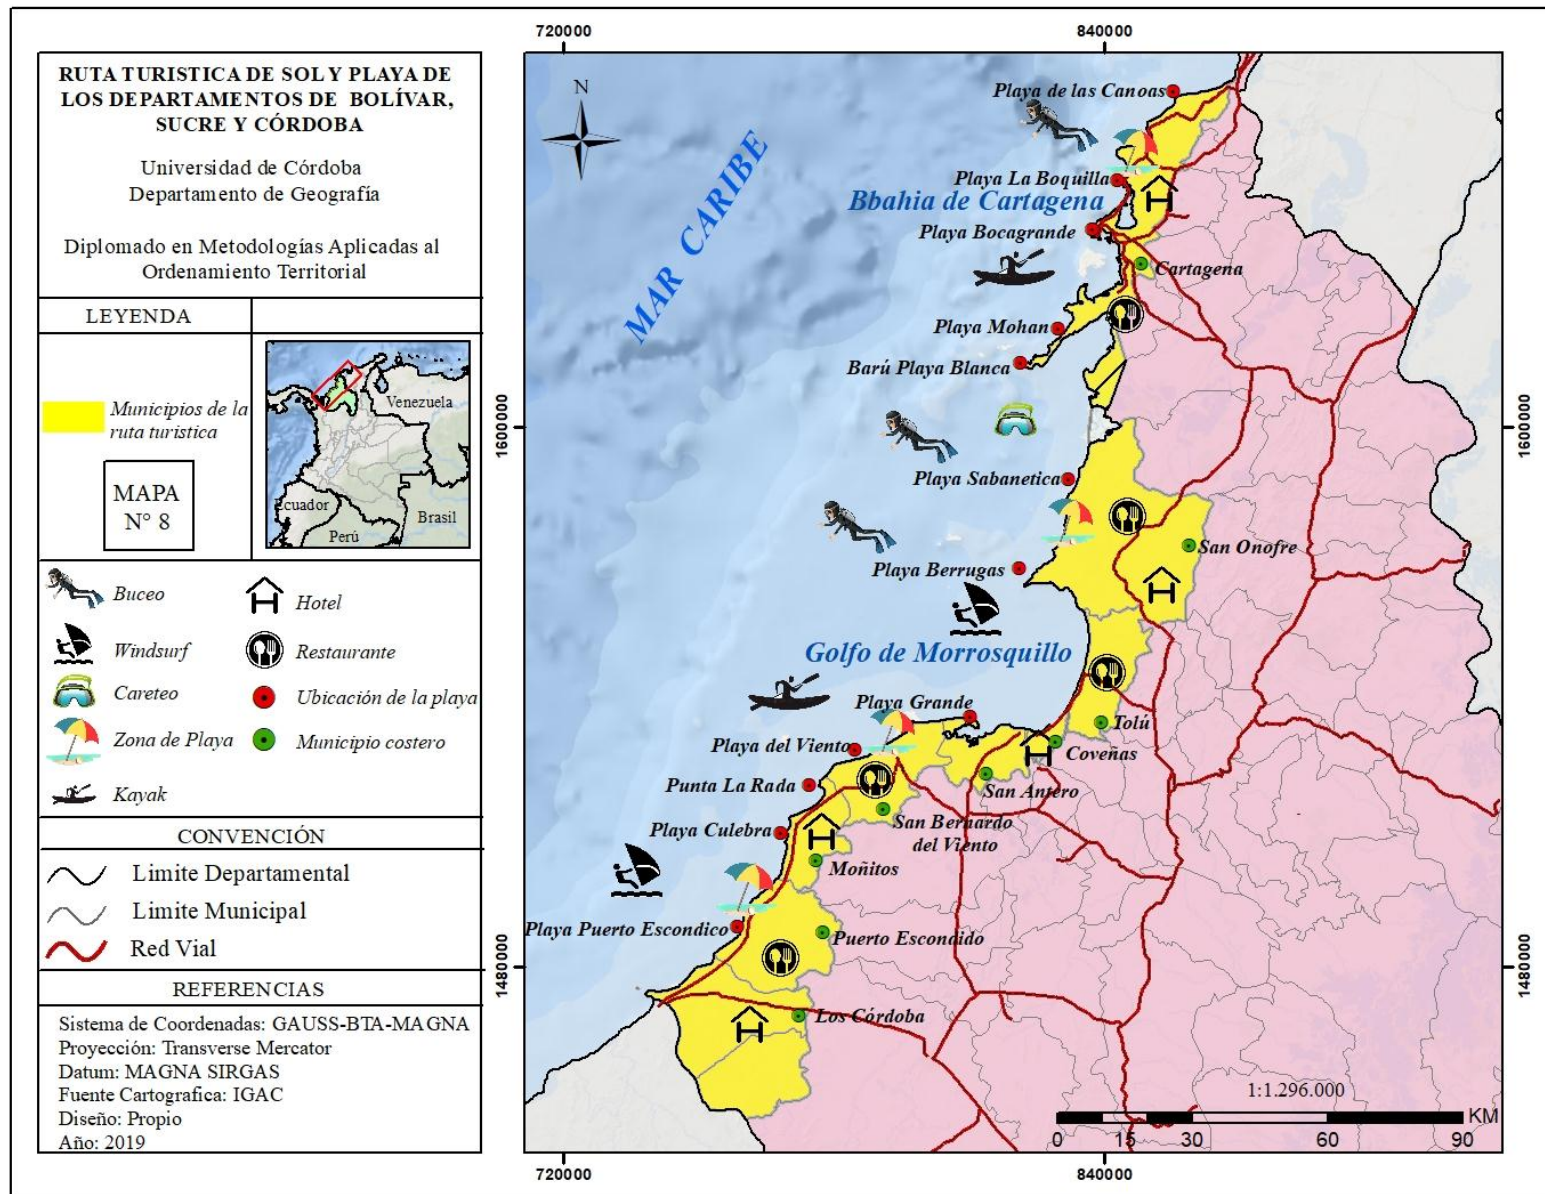 RUTA TURISTICA DE SOL Y PLAYA DE
LOS DEPARTAMENTOS DE BOLÍVAR,
SUCRE Y CÓRDOBA
Universidad de Córdoba
Departamento de Geografía
Diplomado en Metodologías Aplicadas al
Ordenamiento Territorial
LEYENDA
Municipios de la
ruta turistica
MAPA
N° 8
Venezuela
Ecuador
Brasil
Perú
Buceo
Hotel
Windsurf
Restaurante
Careteo
Ubicación de la playa
Zona de Playa
Municipio costero
Kayak
CONVENCIÓN
Limite Departamental
Limite Municipal
Red Vial
REFERENCIAS
Sistema de Coordenadas: GAUSS-BTA-MAGNA
Proyección: Transverse Mercator
Datum: MAGNA SIRGAS
Fuente Cartografica: IGAC
Diseño: Propio
Año: 2019
720000
840000
N
MAR CARIBE
Playa de las Canoas
Playa La Boquilla
Bbahia de Cartagena
Playa Bocagrande
Cartagena
Playa Mohan
Barú Playa Blanca
1600000
1600000
Playa Sabanetica
San Onofre
Playa Berrugas
Golfo de Morrosquillo
Playa Grande
Tolú
Playa del Viento
Coveñas
Punta La Rada
San Antero
Playa Culebra
San Bernardo
del Viento
Moñitos
Playa Puerto Escondico
Puerto Escondido
1480000
1480000
Los Córdoba
1:1.296.000
KM
0 15 30 60 90
720000
840000